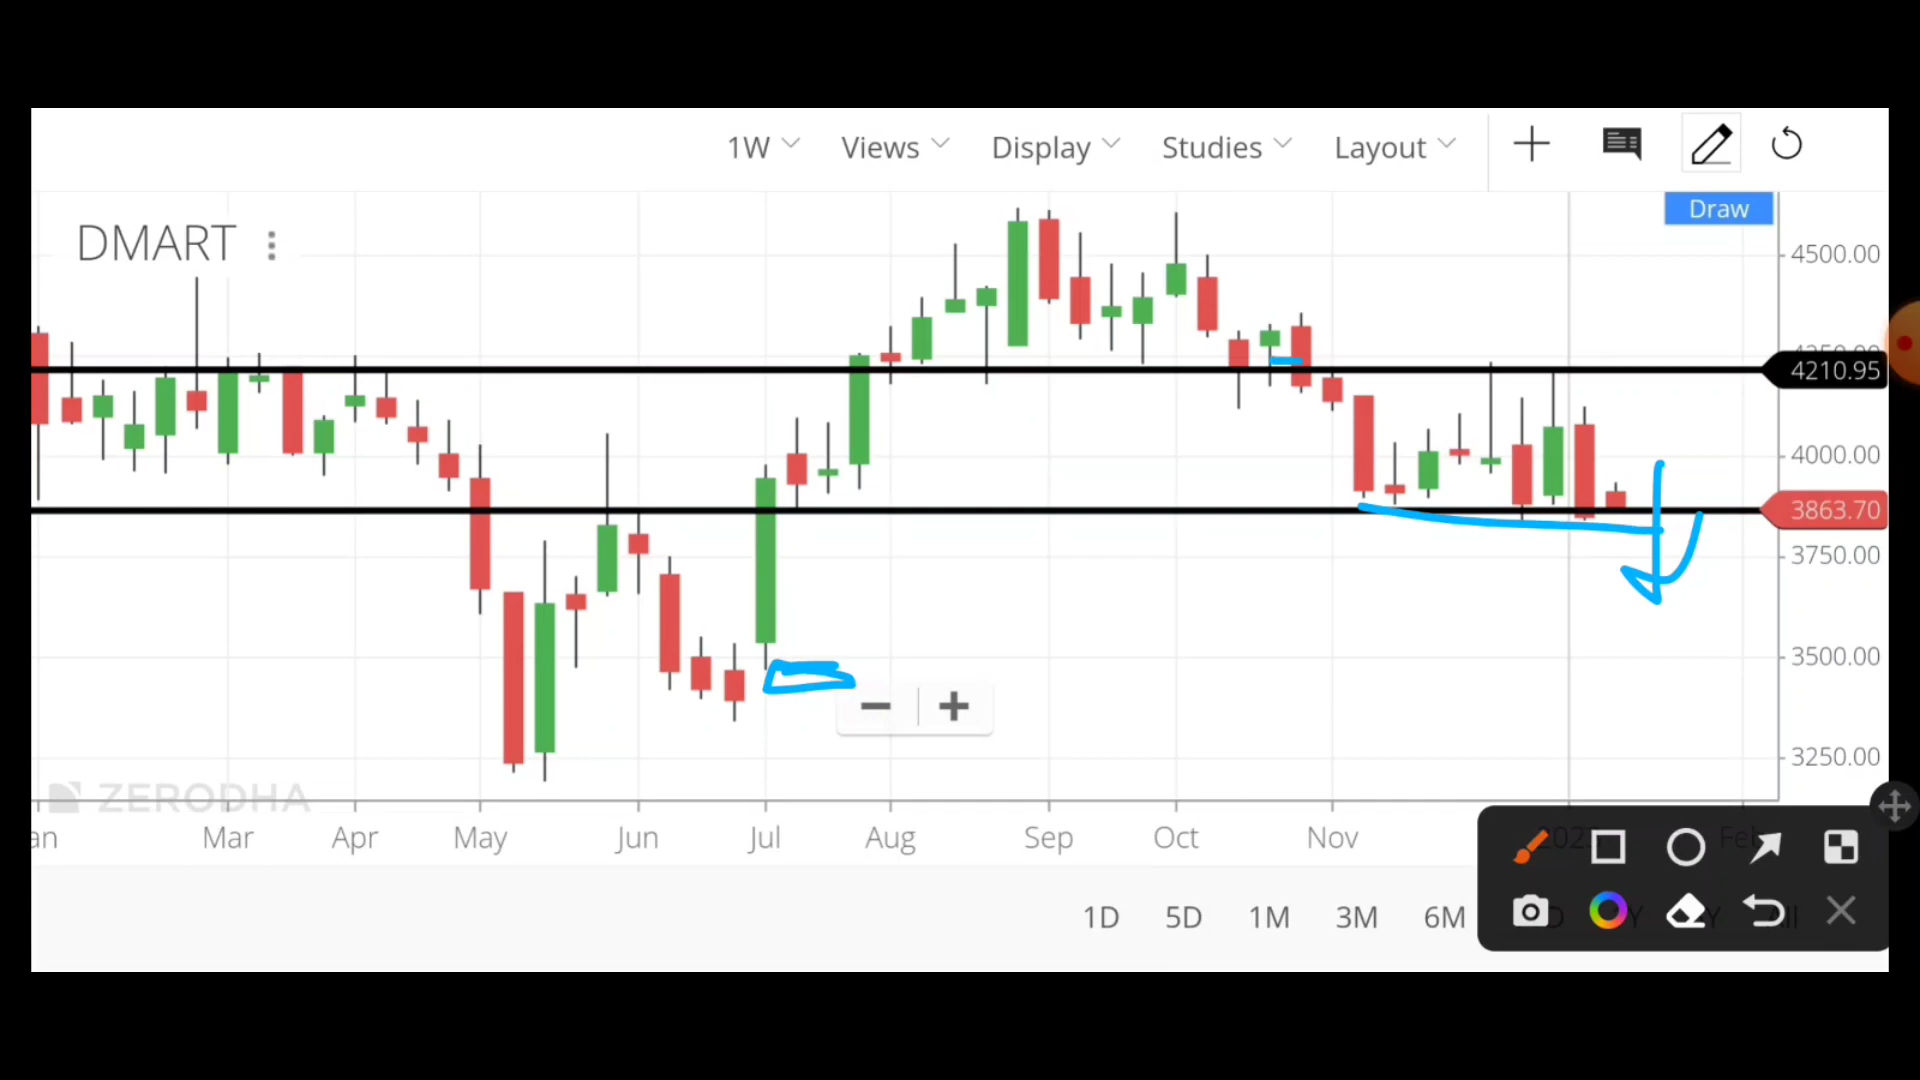 1W Views Display Studies Layout
Draw
DMART
4500.00
4210.95
4000.00
3863.70
3750.00
3500.00
3250.00
ZERODHA
Mar Apr May Jun Jul Aug Sep Oct Nov
1D 5D 1M 3M 6M